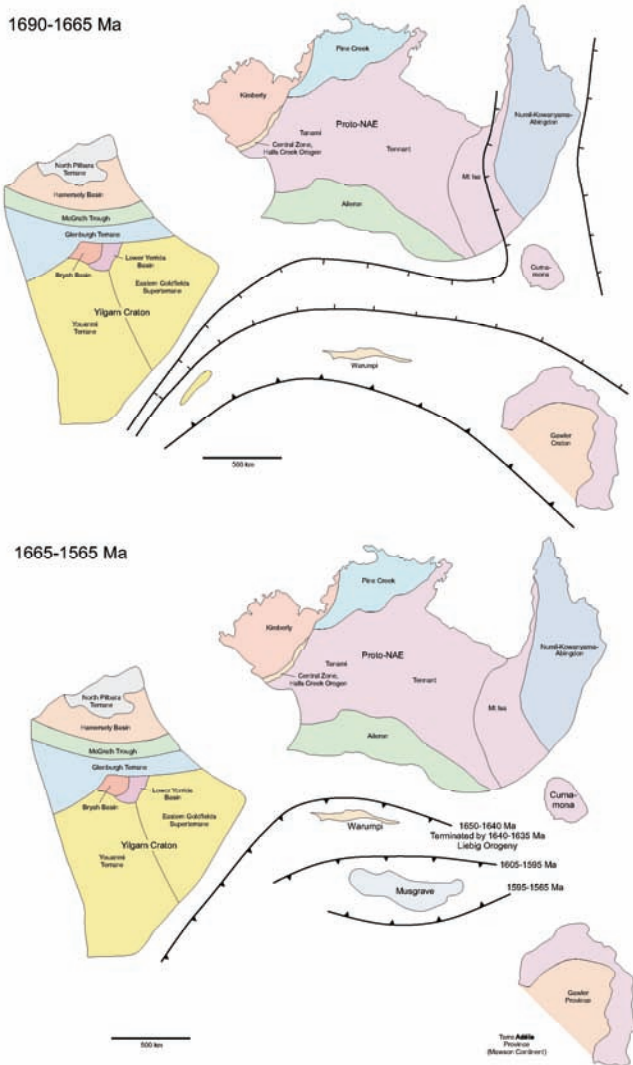 1690-1665 Ma
Pine Creek
Kimberly
Proto-NAE
Tanami
Tennant
Central Zone,
Halls Creek Orogen
Numil-Kowanyama-
Abingdon
Mt Isa
Aileron
North Pilbara
Terrane
Hamersely Basin
McGrich Trough
Glenburgh Terrane
Bryah Basin
Lower Yerrida
Basin
Eastern Goldfields
Superterrane
Yilgarn Craton
Youanmi
Terrane
Curna-
mona
Warumpi
Gawler
Craton
500 km
1665-1565 Ma
Pine Creek
Kimberly
Proto-NAE
Tanami
Tennant
Central Zone,
Halls Creek Orogen
Numil-Kowanyama-
Abingdon
Mt Isa
Aileron
North Pilbara
Terrane
Hamersely Basin
McGrich Trough
Glenburgh Terrane
Bryah Basin
Lower Yerrida
Basin
Eastern Goldfields
Superterrane
Yilgarn Craton
Youanmi
Terrane
Curna-
mona
Warumpi
1650-1640 Ma
Terminated by 1640-1635 Ma
Liebig Orogeny
1605-1595 Ma
Musgrave
1595-1565 Ma
Gawler
Province
Terre Adélie
Province
(Mawson Continent)
500 km